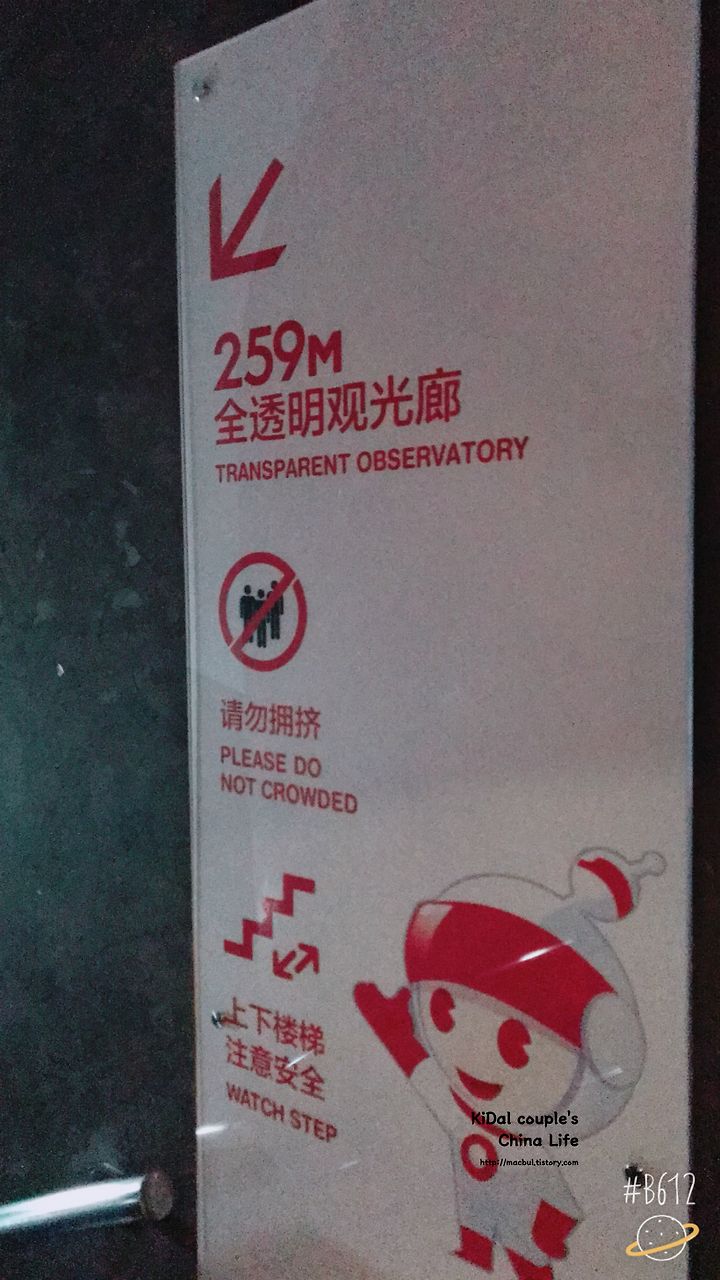 259M
全透明观光廊
TRANSPARENT OBSERVATORY
请勿拥挤
PLEASE DO
NOT CROWDED
上下楼梯
注意安全
WATCH STEP
KiDal couple's
China Life
http://macbul.tistory.com
#B612